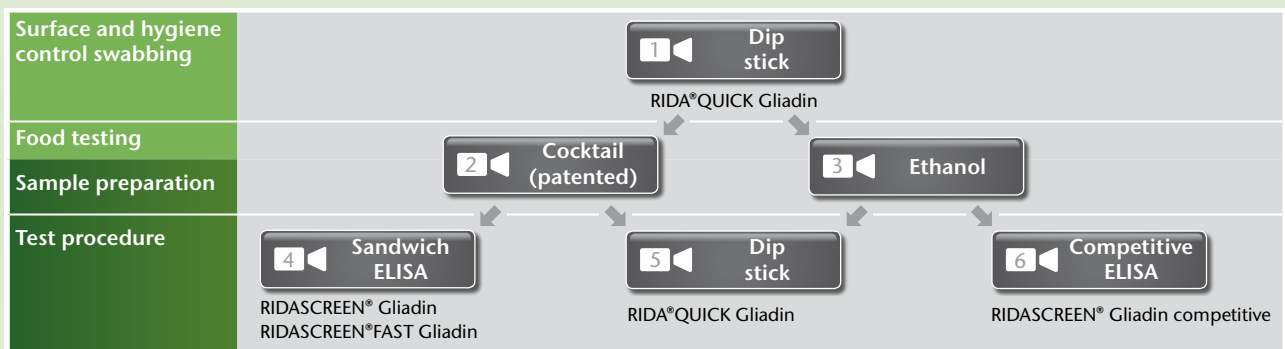 Surface and hygiene
control swabbing
1
Dip
stick
RIDA®QUICK Gliadin
Food testing
Sample preparation
2
Cocktail
(patented)
3
Ethanol
Test procedure
4
Sandwich
ELISA
RIDASCREEN® Gliadin
RIDASCREEN®FAST Gliadin
5
Dip
stick
RIDA®QUICK Gliadin
6
Competitive
ELISA
RIDASCREEN® Gliadin competitive